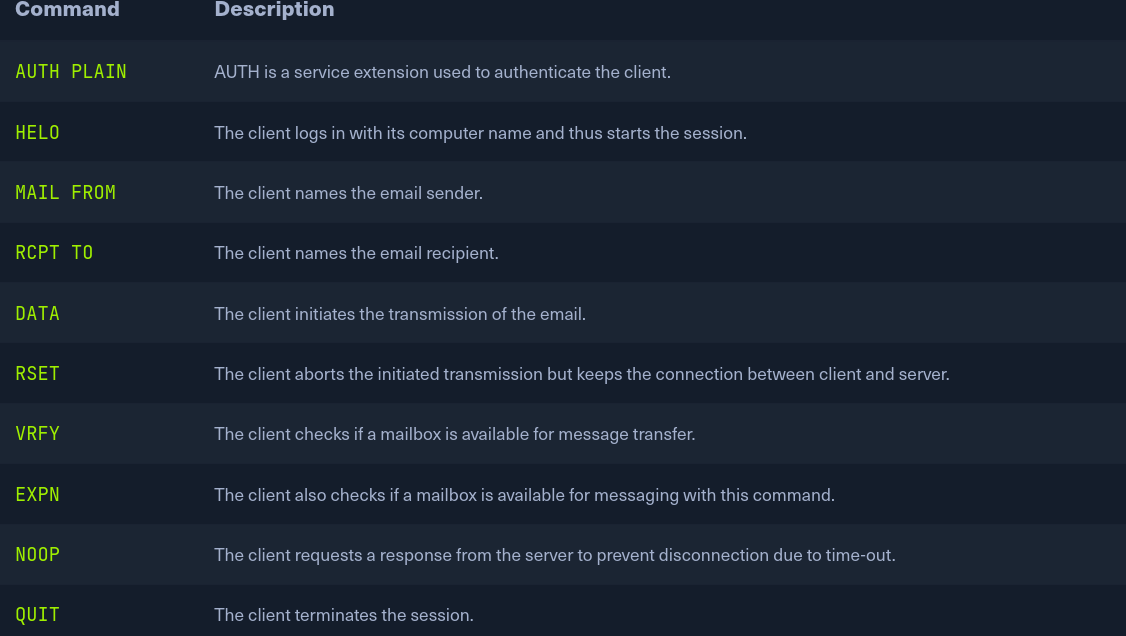 Command Description
AUTH PLAIN AUTH is a service extension used to authenticate the client.
HELO The client logs in with its computer name and thus starts the session.
MAIL FROM The client names the email sender.
RCPT TO The client names the email recipient.
DATA The client initiates the transmission of the email.
RSET The client aborts the initiated transmission but keeps the connection between client and server.
VRFY The client checks if a mailbox is available for message transfer.
EXPN The client also checks if a mailbox is available for messaging with this command.
NOOP The client requests a response from the server to prevent disconnection due to time-out.
QUIT The client terminates the session.